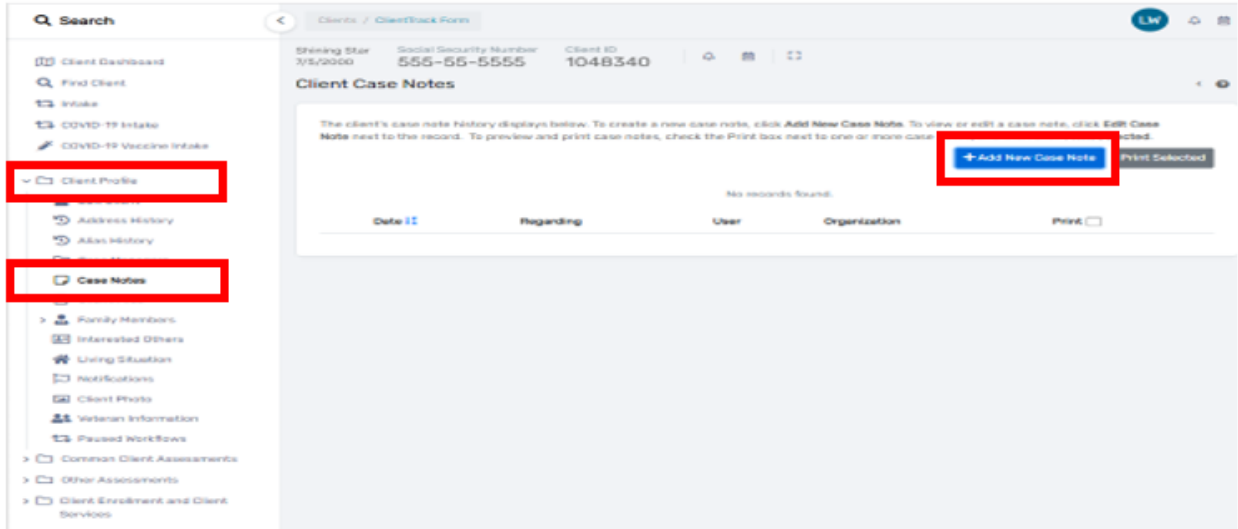 Search
Clients / ClientTrack Form
LW
Shining Star
7/5/2000
Social Security Number
555-55-5555
Client ID
1048340
Client Case Notes
The client's case note history displays below. To create a new case note, click Add New Case Note. To view or edit a case note, click Edit Case
Note next to the record. To preview and print case notes, check the Print box next to one or more case
+Add New Case Note
Print Selected
No records found.
Date
Regarding
User
Organization
Print
Client Dashboard
Find Client
Intake
COVID-19 Intake
COVID-19 Vaccine Intake
Client Profile
Address History
Alias History
Case Notes
Family Members
Interested Others
Living Situation
Notifications
Client Photo
Veteran Information
Paused Workflows
Common Client Assessments
Other Assessments
Client Enrollment and Client
Services